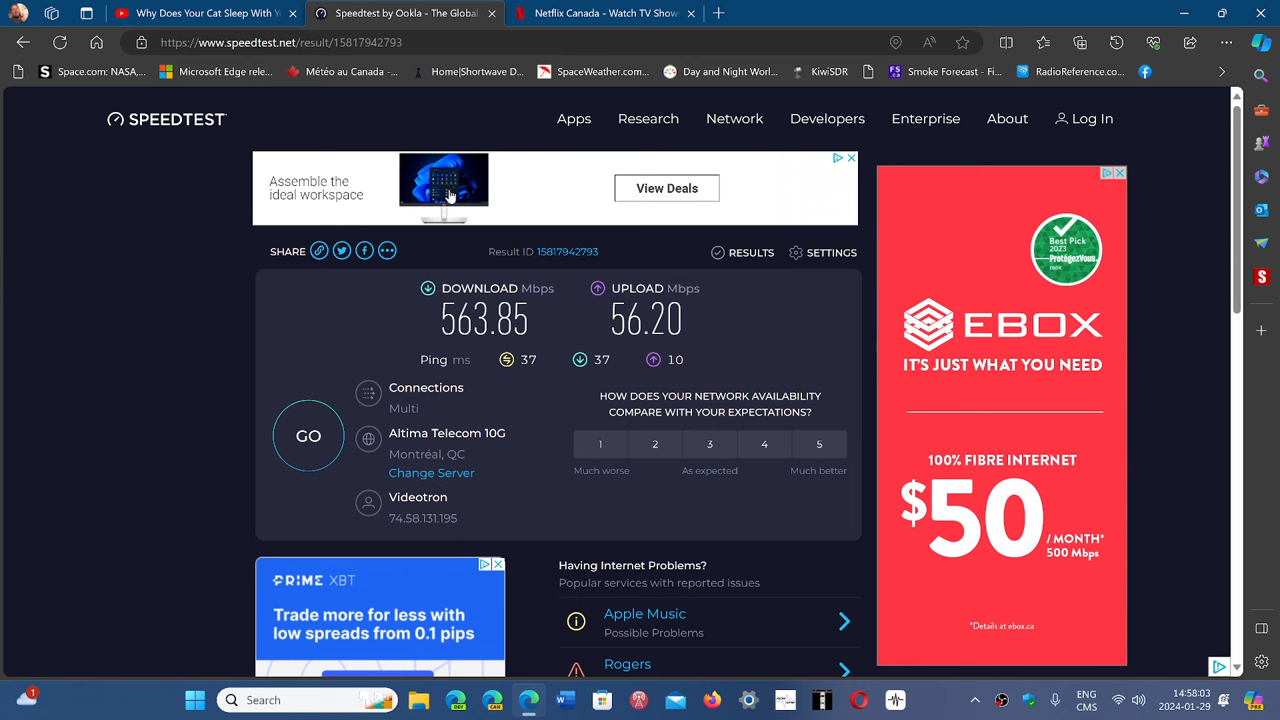 Why Does Your Cat Sleep With Y
Speedtest by Ookla - The Global
Netflix Canada - Watch TV Show
https://www.speedtest.net/result/15817942793
Space.com: NASA,...
Microsoft Edge rele...
Météo au Canada -...
Home|Shortwave D...
SpaceWeather.com...
Day and Night Worl...
KiwiSDR
Smoke Forecast - Fi...
RadioReference.co...
SPEEDTEST
Apps
Research
Network
Developers
Enterprise
About
Log In
Assemble the
ideal workspace
View Deals
SHARE
Result ID 15817942793
RESULTS
SETTINGS
DOWNLOAD Mbps
563.85
UPLOAD Mbps
56.20
Ping ms
37
37
10
Connections
Multi
Altima Telecom 10G
Montréal, QC
Change Server
Videotron
74.58.131.195
GO
HOW DOES YOUR NETWORK AVAILABILITY
COMPARE WITH YOUR EXPECTATIONS?
1 2 3 4 5
Much worse As expected Much better
Best Pick
2023
ProtégezVous.
EBOX
EBOX
IT'S JUST WHAT YOU NEED
100% FIBRE INTERNET
$50
/ MONTH*
500 Mbps
*Details at ebox.ca
PRIME XBT
Trade more for less with
low spreads from 0.1 pips
Having Internet Problems?
Popular services with reported issues
Apple Music
Possible Problems
Rogers
1
Search
DEV
CAN
ENG
CMS
14:58:03
2024-01-29